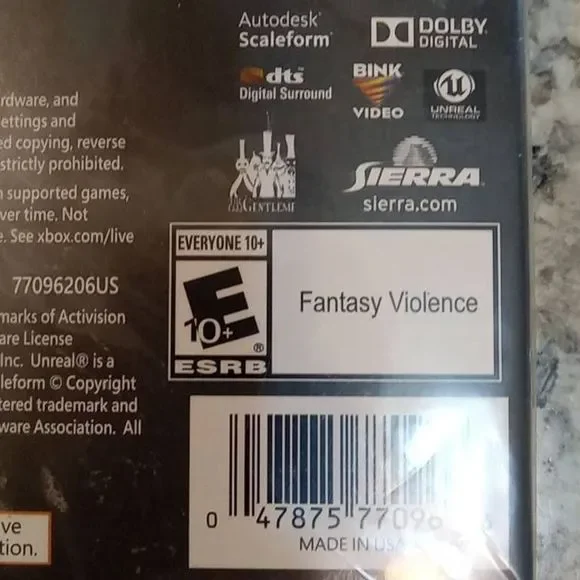 Autodesk
Scaleform
DOLBY
DIGITAL
dts
Digital Surround
BINK
VIDEO
UNREAL
TECHNOLOGY
SIERRA
sierra.com
rdware, and
ettings and
ed copying, reverse
strictly prohibited.
supported games,
ver time. Not
e. See xbox.com/live
77096206US
marks of Activision
are License
Inc. Unreal® is a
leform © Copyright
tered trademark and
ware Association. All
EVERYONE 10+
E
10+
®
ESRB
Fantasy Violence
0 47875 7709
MADE IN USA
ve
tion.